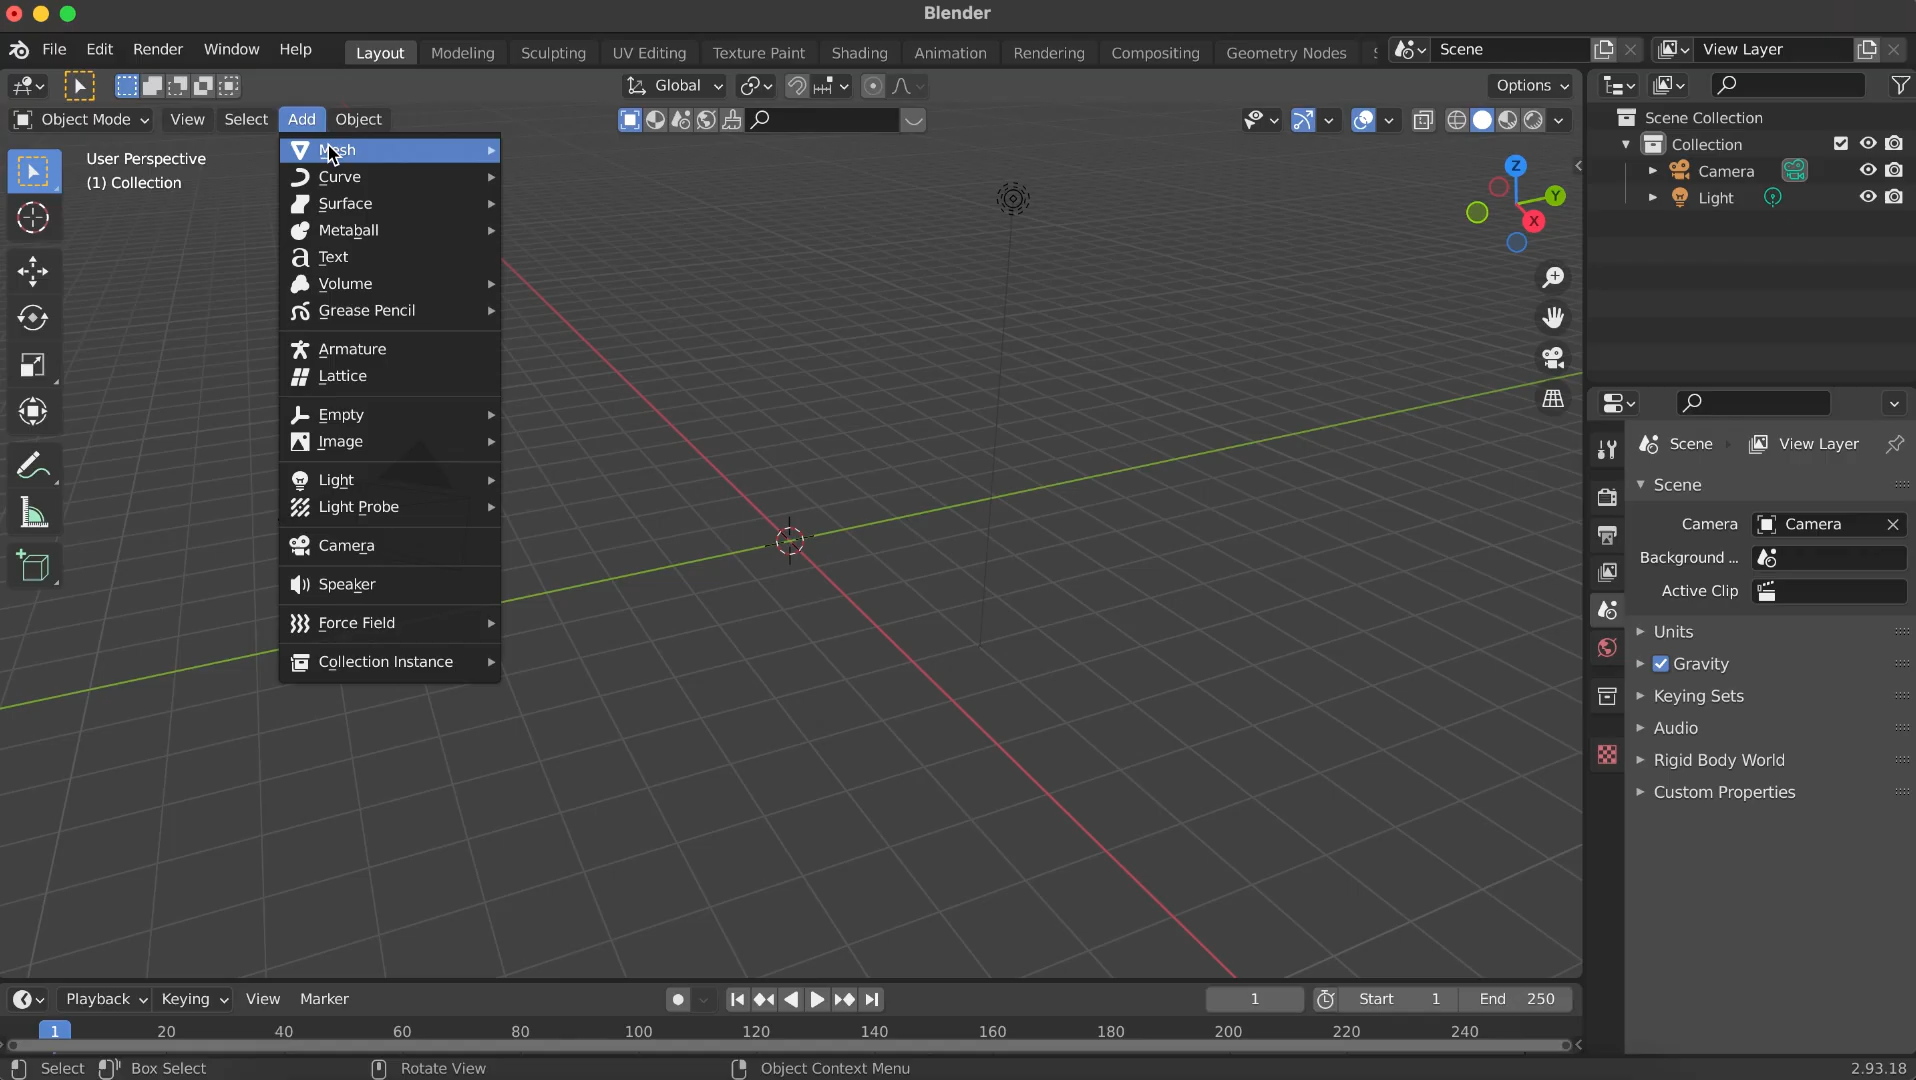 Blender
File Edit Render Window Help Layout Modeling Sculpting UV Editing Texture Paint Shading Animation Rendering Compositing Geometry Nodes Scene View Layer
Global Options
Object Mode View Select Add Object
User Perspective
(1) Collection
Mesh
Curve
Surface
Metaball
Text
Volume
Grease Pencil
Armature
Lattice
Empty
Image
Light
Light Probe
Camera
Speaker
Force Field
Collection Instance
Z
Y
X
Scene Collection
Collection
Camera
Light
Scene View Layer
Scene
Camera Camera
Background ...
Active Clip
Units
Gravity
Keying Sets
Audio
Rigid Body World
Custom Properties
Playback Keying View Marker 1 Start 1 End 250
1 20 40 60 80 100 120 140 160 180 200 220 240
Select Box Select Rotate View Object Context Menu 2.93.18